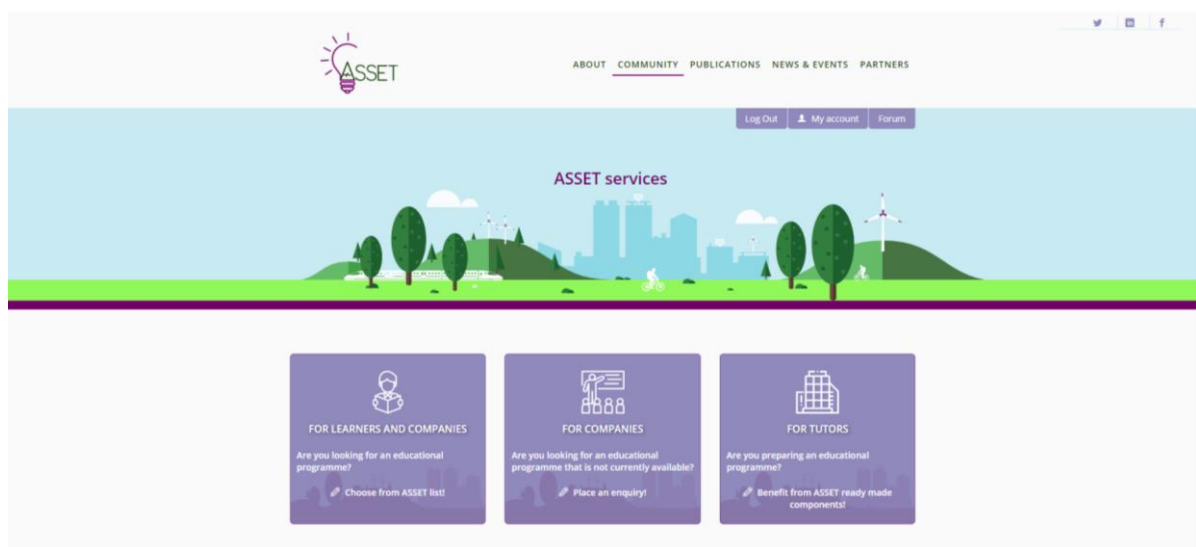 ASSET
ABOUT COMMUNITY PUBLICATIONS NEWS & EVENTS PARTNERS
Log Out My account Forum
ASSET services
FOR LEARNERS AND COMPANIES
Are you looking for an educational
programme?
Choose from ASSET list!
FOR COMPANIES
Are you looking for an educational
programme that is not currently available?
Place an enquiry!
FOR TUTORS
Are you preparing an educational
programme?
Benefit from ASSET ready made
components!